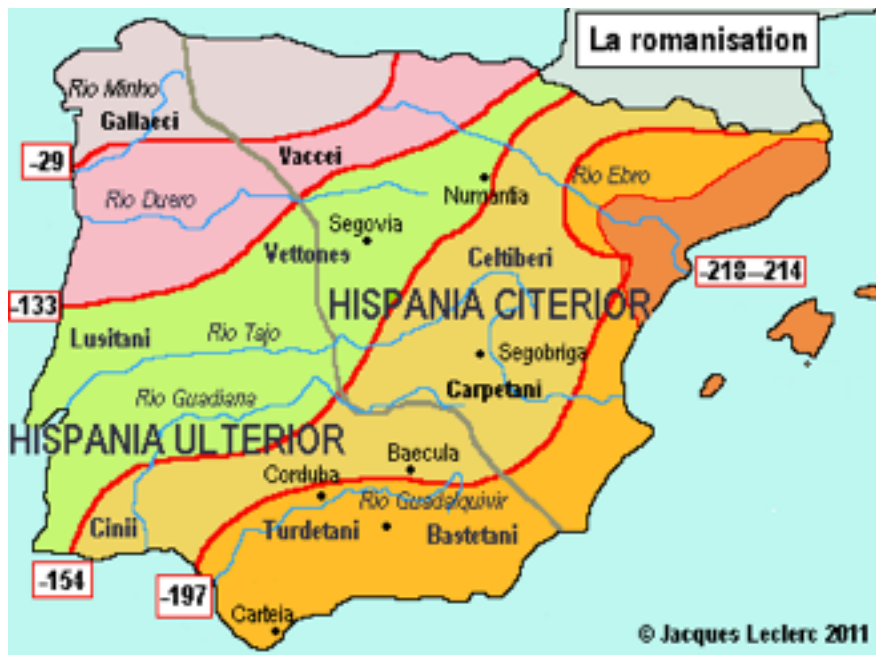 La romanisation
Rio Minho
Gallaeci
-29
Vaccei
Rio Ebro
Rio Duero
Numantia
Segovia
Vettones
Celtiberi
-218-214
-133
HISPANIA CITERIOR
Lusitani
Rio Tajo
Segobriga
Carpetani
Rio Guadiana
HISPANIA ULTERIOR
Baecula
Corduba
Rio Guadalquivir
Cinii
Turdetani
Bastetani
-154
-197
Carteia
© Jacques Leclerc 2011